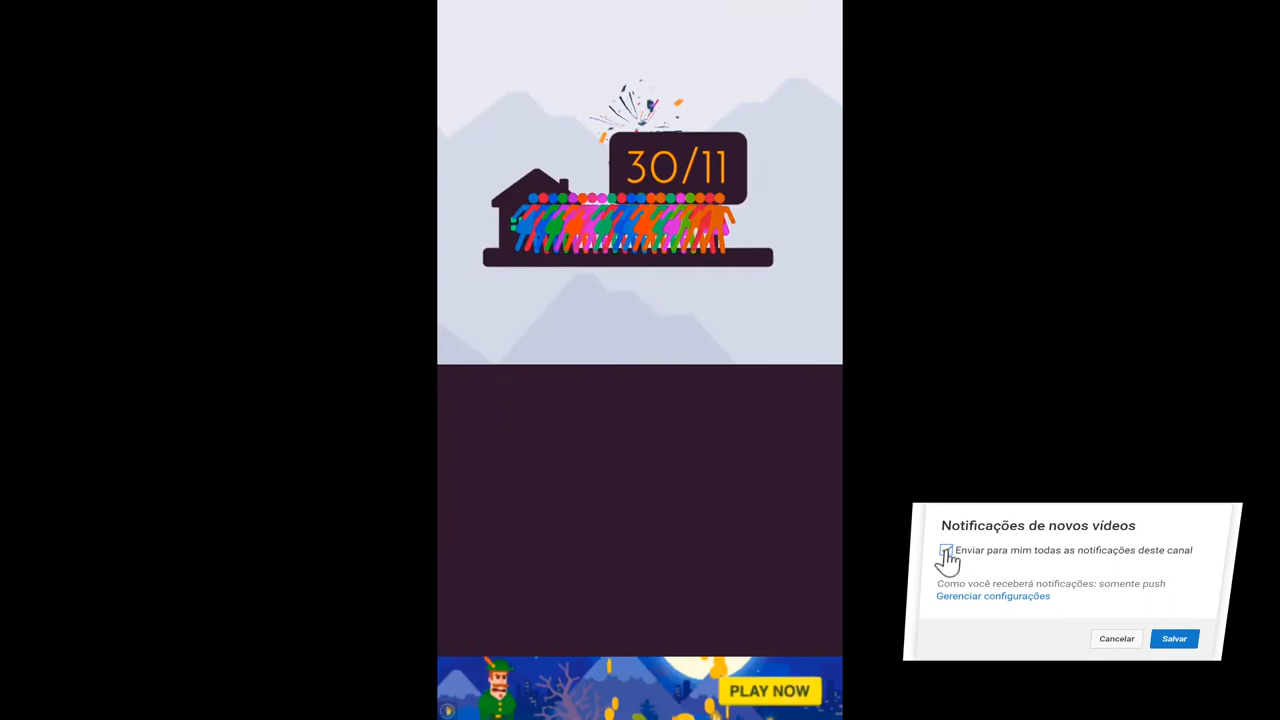 30/11
Notificações de novos vídeos
Enviar para mim todas as notificações deste canal
Como você receberá notificações: somente push
Gerenciar configurações
Cancelar
Salvar
PLAY NOW